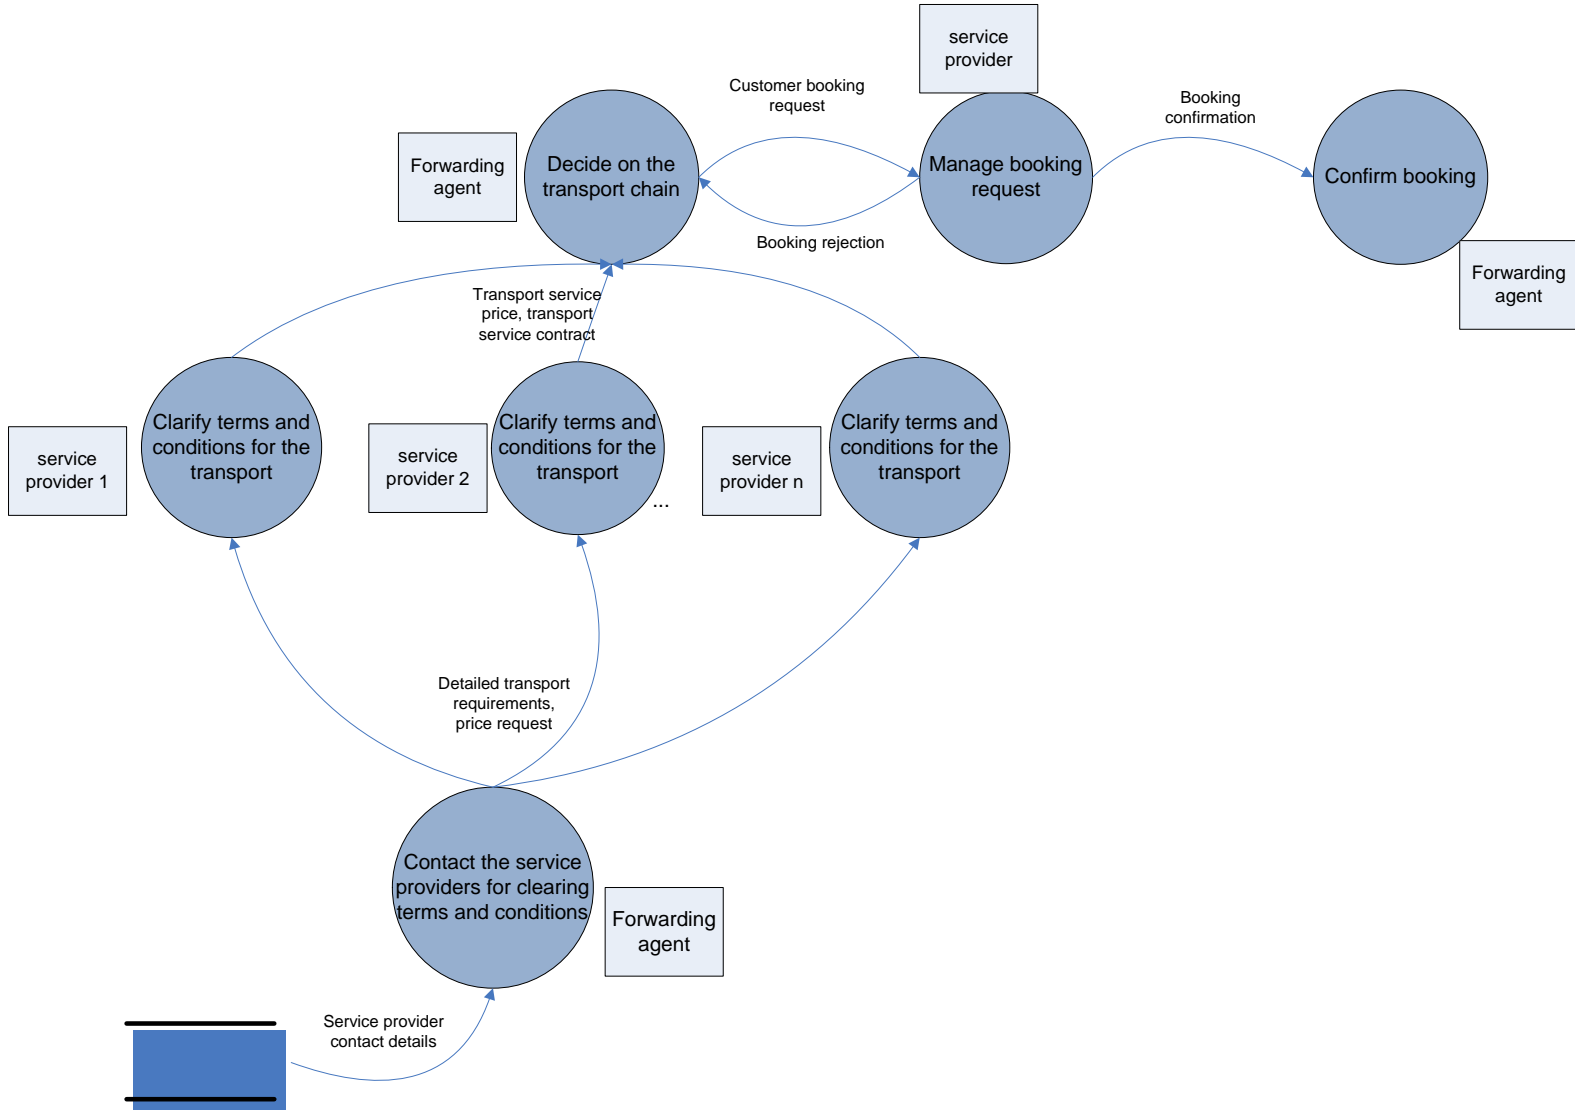 service
provider
Customer booking
request
Booking
confirmation
Forwarding
agent
Decide on the
transport chain
Manage booking
request
Confirm booking
Booking rejection
Forwarding
agent
Transport service
price, transport
service contract
service
provider 1
Clarify terms and
conditions for the
transport
service
provider 2
Clarify terms and
conditions for the
transport
...
service
provider n
Clarify terms and
conditions for the
transport
Detailed transport
requirements,
price request
Contact the service
providers for clearing
terms and conditions
Forwarding
agent
Service provider
contact details